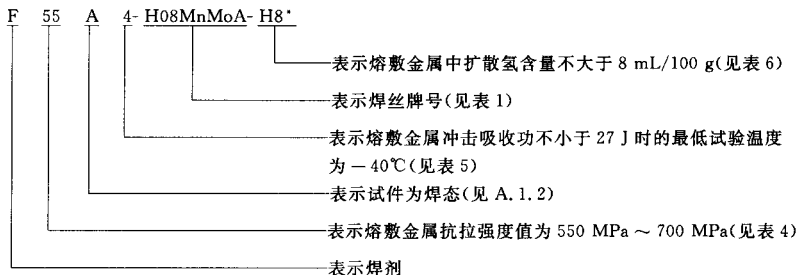 F 55 A 4-H08MnMoA-H8*
表示熔敷金属中扩散氢含量不大于 8 mL/100 g(见表 6)
表示焊丝牌号(见表 1)
表示熔敷金属冲击吸收功不小于 27 J 时的最低试验温度
为－40℃(见表 5)
表示试件为焊态(见 A.1.2)
表示熔敷金属抗拉强度值为 550 MPa～700 MPa(见表 4)
表示焊剂